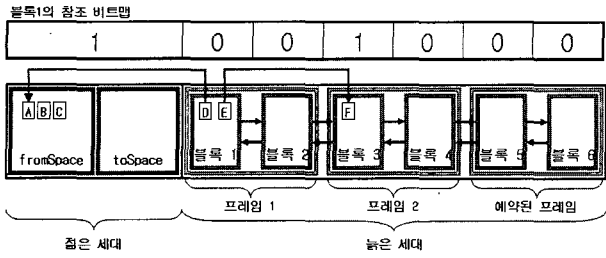 블록1의 참조 비트맵
1 0 0 1 0 0 0
A B C D E F
fromSpace toSpace 블록 1 블록 2 블록 3 블록 4 블록 5 블록 6
프레임 1 프레임 2 예약된 프레임
젊은 세대 늙은 세대